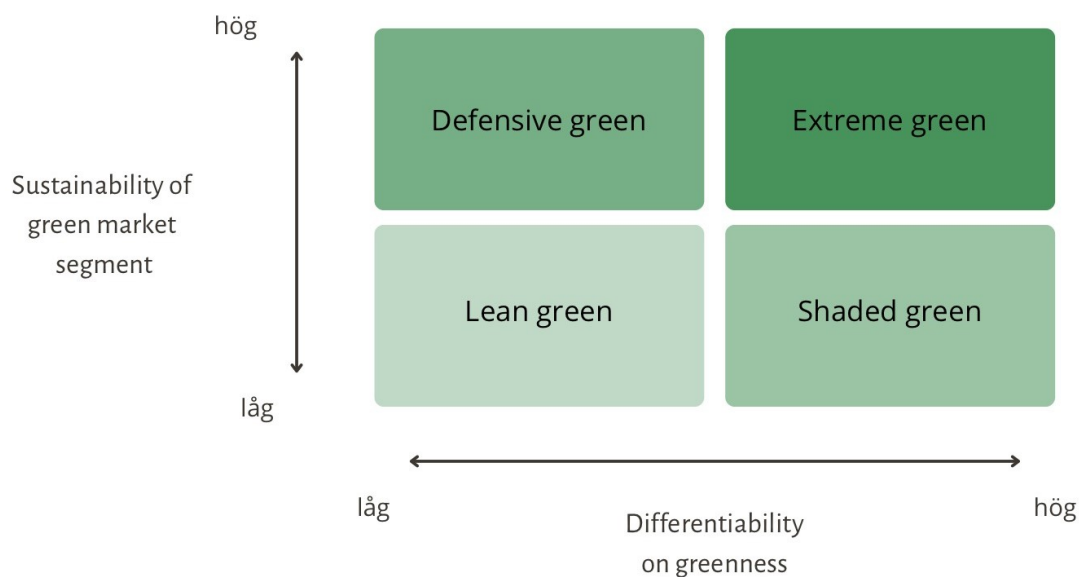 hög
Defensive green
Extreme green
Sustainability of
green market
segment
Lean green
Shaded green
låg
låg
hög
Differentiability
on greenness